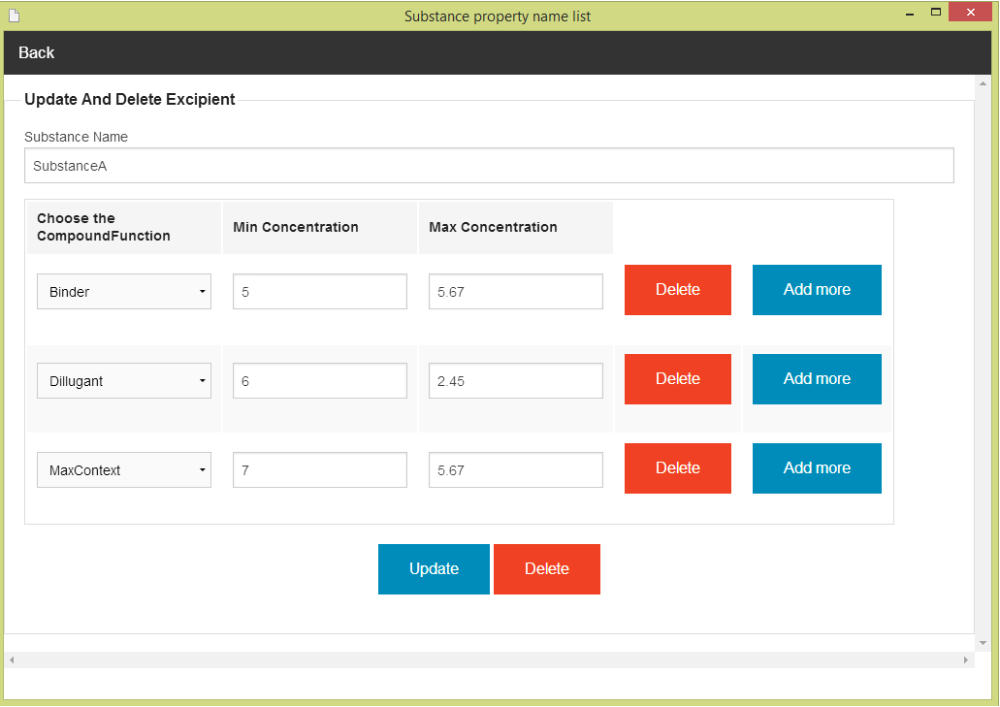 Substance property name list
Back
Update And Delete Excipient
Substance Name
SubstanceA
Choose the
CompoundFunction
Min Concentration
Max Concentration
Binder
5
5.67
Delete
Add more
Dillugant
6
2.45
Delete
Add more
MaxContext
7
5.67
Delete
Add more
Update
Delete